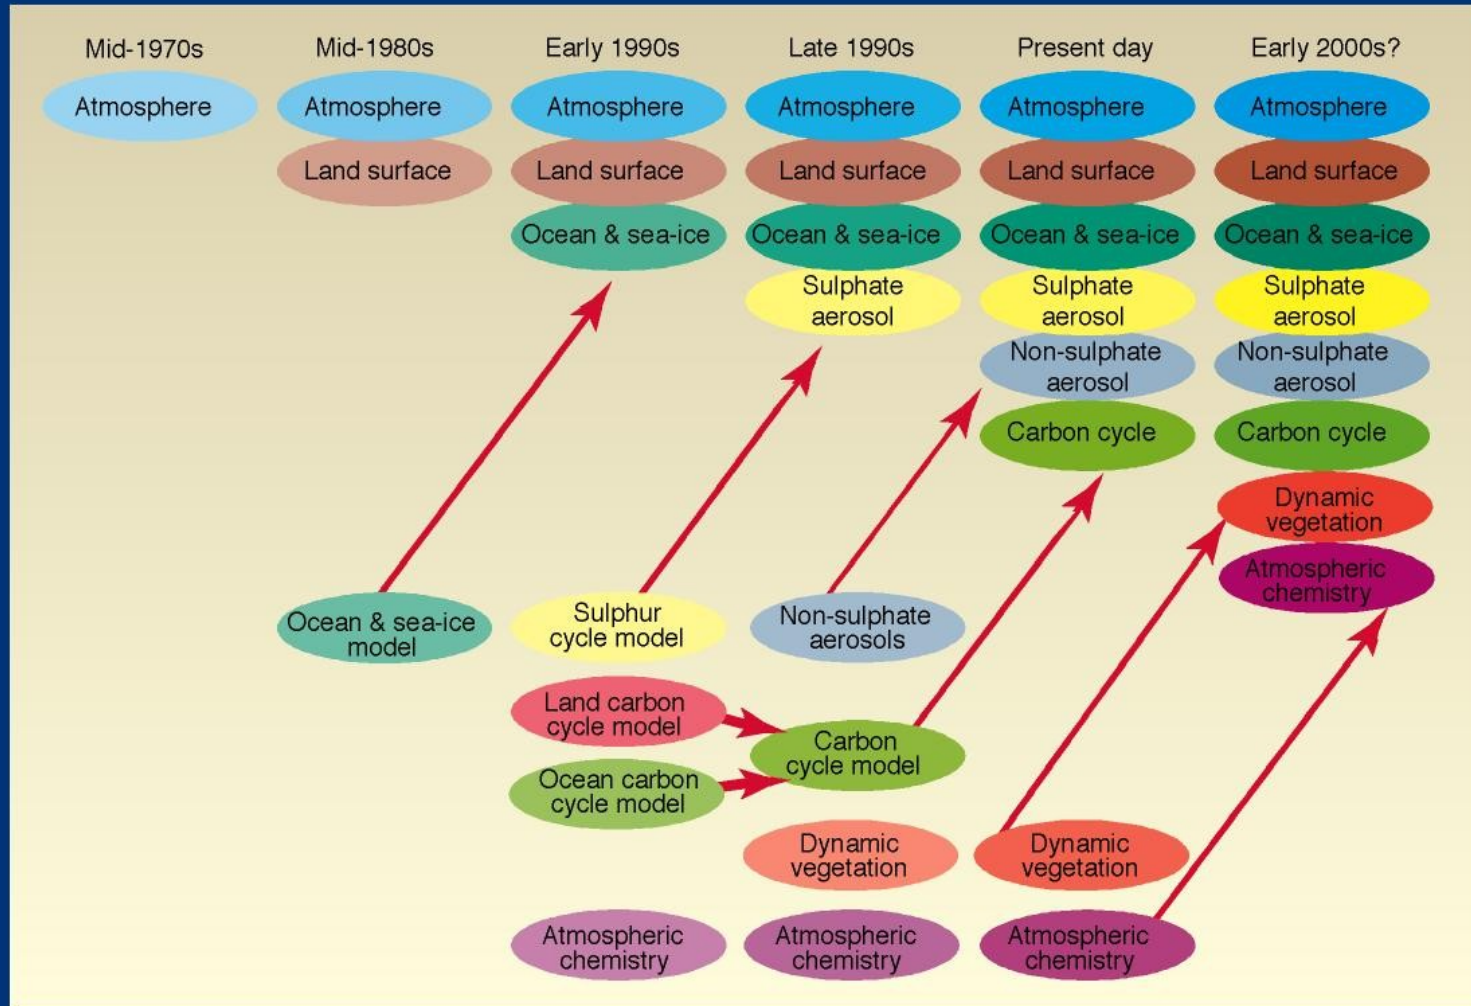 Mid-1970s
Mid-1980s
Early 1990s
Late 1990s
Present day
Early 2000s?
Atmosphere
Atmosphere
Atmosphere
Atmosphere
Atmosphere
Atmosphere
Land surface
Land surface
Land surface
Land surface
Land surface
Ocean & sea-ice
Ocean & sea-ice
Ocean & sea-ice
Ocean & sea-ice
Sulphate
aerosol
Sulphate
aerosol
Sulphate
aerosol
Non-sulphate
aerosol
Non-sulphate
aerosol
Carbon cycle
Carbon cycle
Dynamic
vegetation
Atmospheric
chemistry
Ocean & sea-ice
model
Sulphur
cycle model
Non-sulphate
aerosols
Land carbon
cycle model
Carbon
cycle model
Ocean carbon
cycle model
Dynamic
vegetation
Dynamic
vegetation
Atmospheric
chemistry
Atmospheric
chemistry
Atmospheric
chemistry